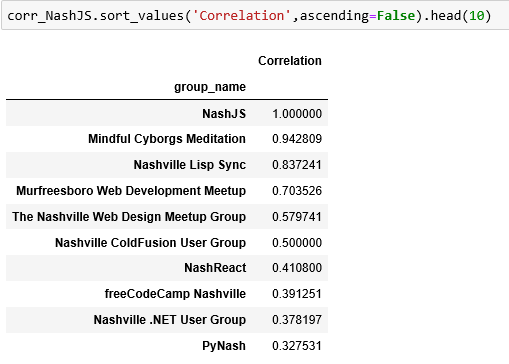 corr_NashJS.sort_values('Correlation',ascending=False).head(10)
Correlation
group_name
NashJS 1.000000
Mindful Cyborgs Meditation 0.942809
Nashville Lisp Sync 0.837241
Murfreesboro Web Development Meetup 0.703526
The Nashville Web Design Meetup Group 0.579741
Nashville ColdFusion User Group 0.500000
NashReact 0.410800
freeCodeCamp Nashville 0.391251
Nashville .NET User Group 0.378197
PyNash 0.327531